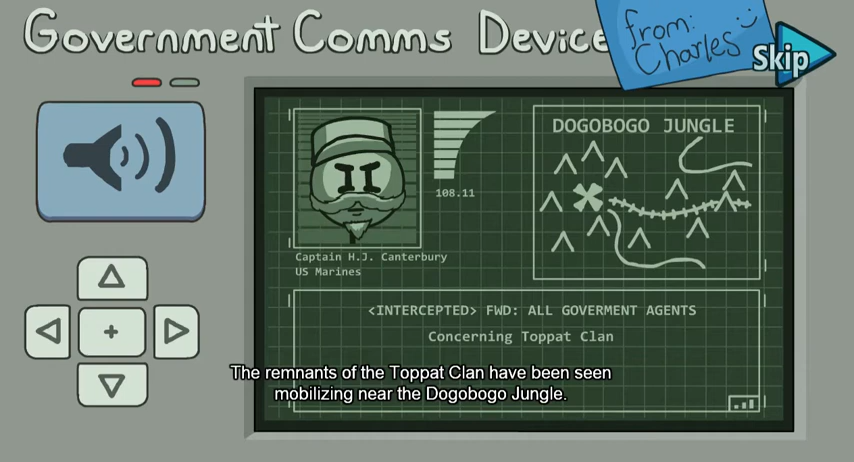 Government Comms Device
from:
Charles
Skip
DOGOBOGO JUNGLE
108.11
Captain H.J. Canterbury
US Marines
<INTERCEPTED> FWD: ALL GOVERMENT AGENTS
Concerning Toppat Clan
The remnants of the Toppat Clan have been seen
mobilizing near the Dogobogo Jungle.